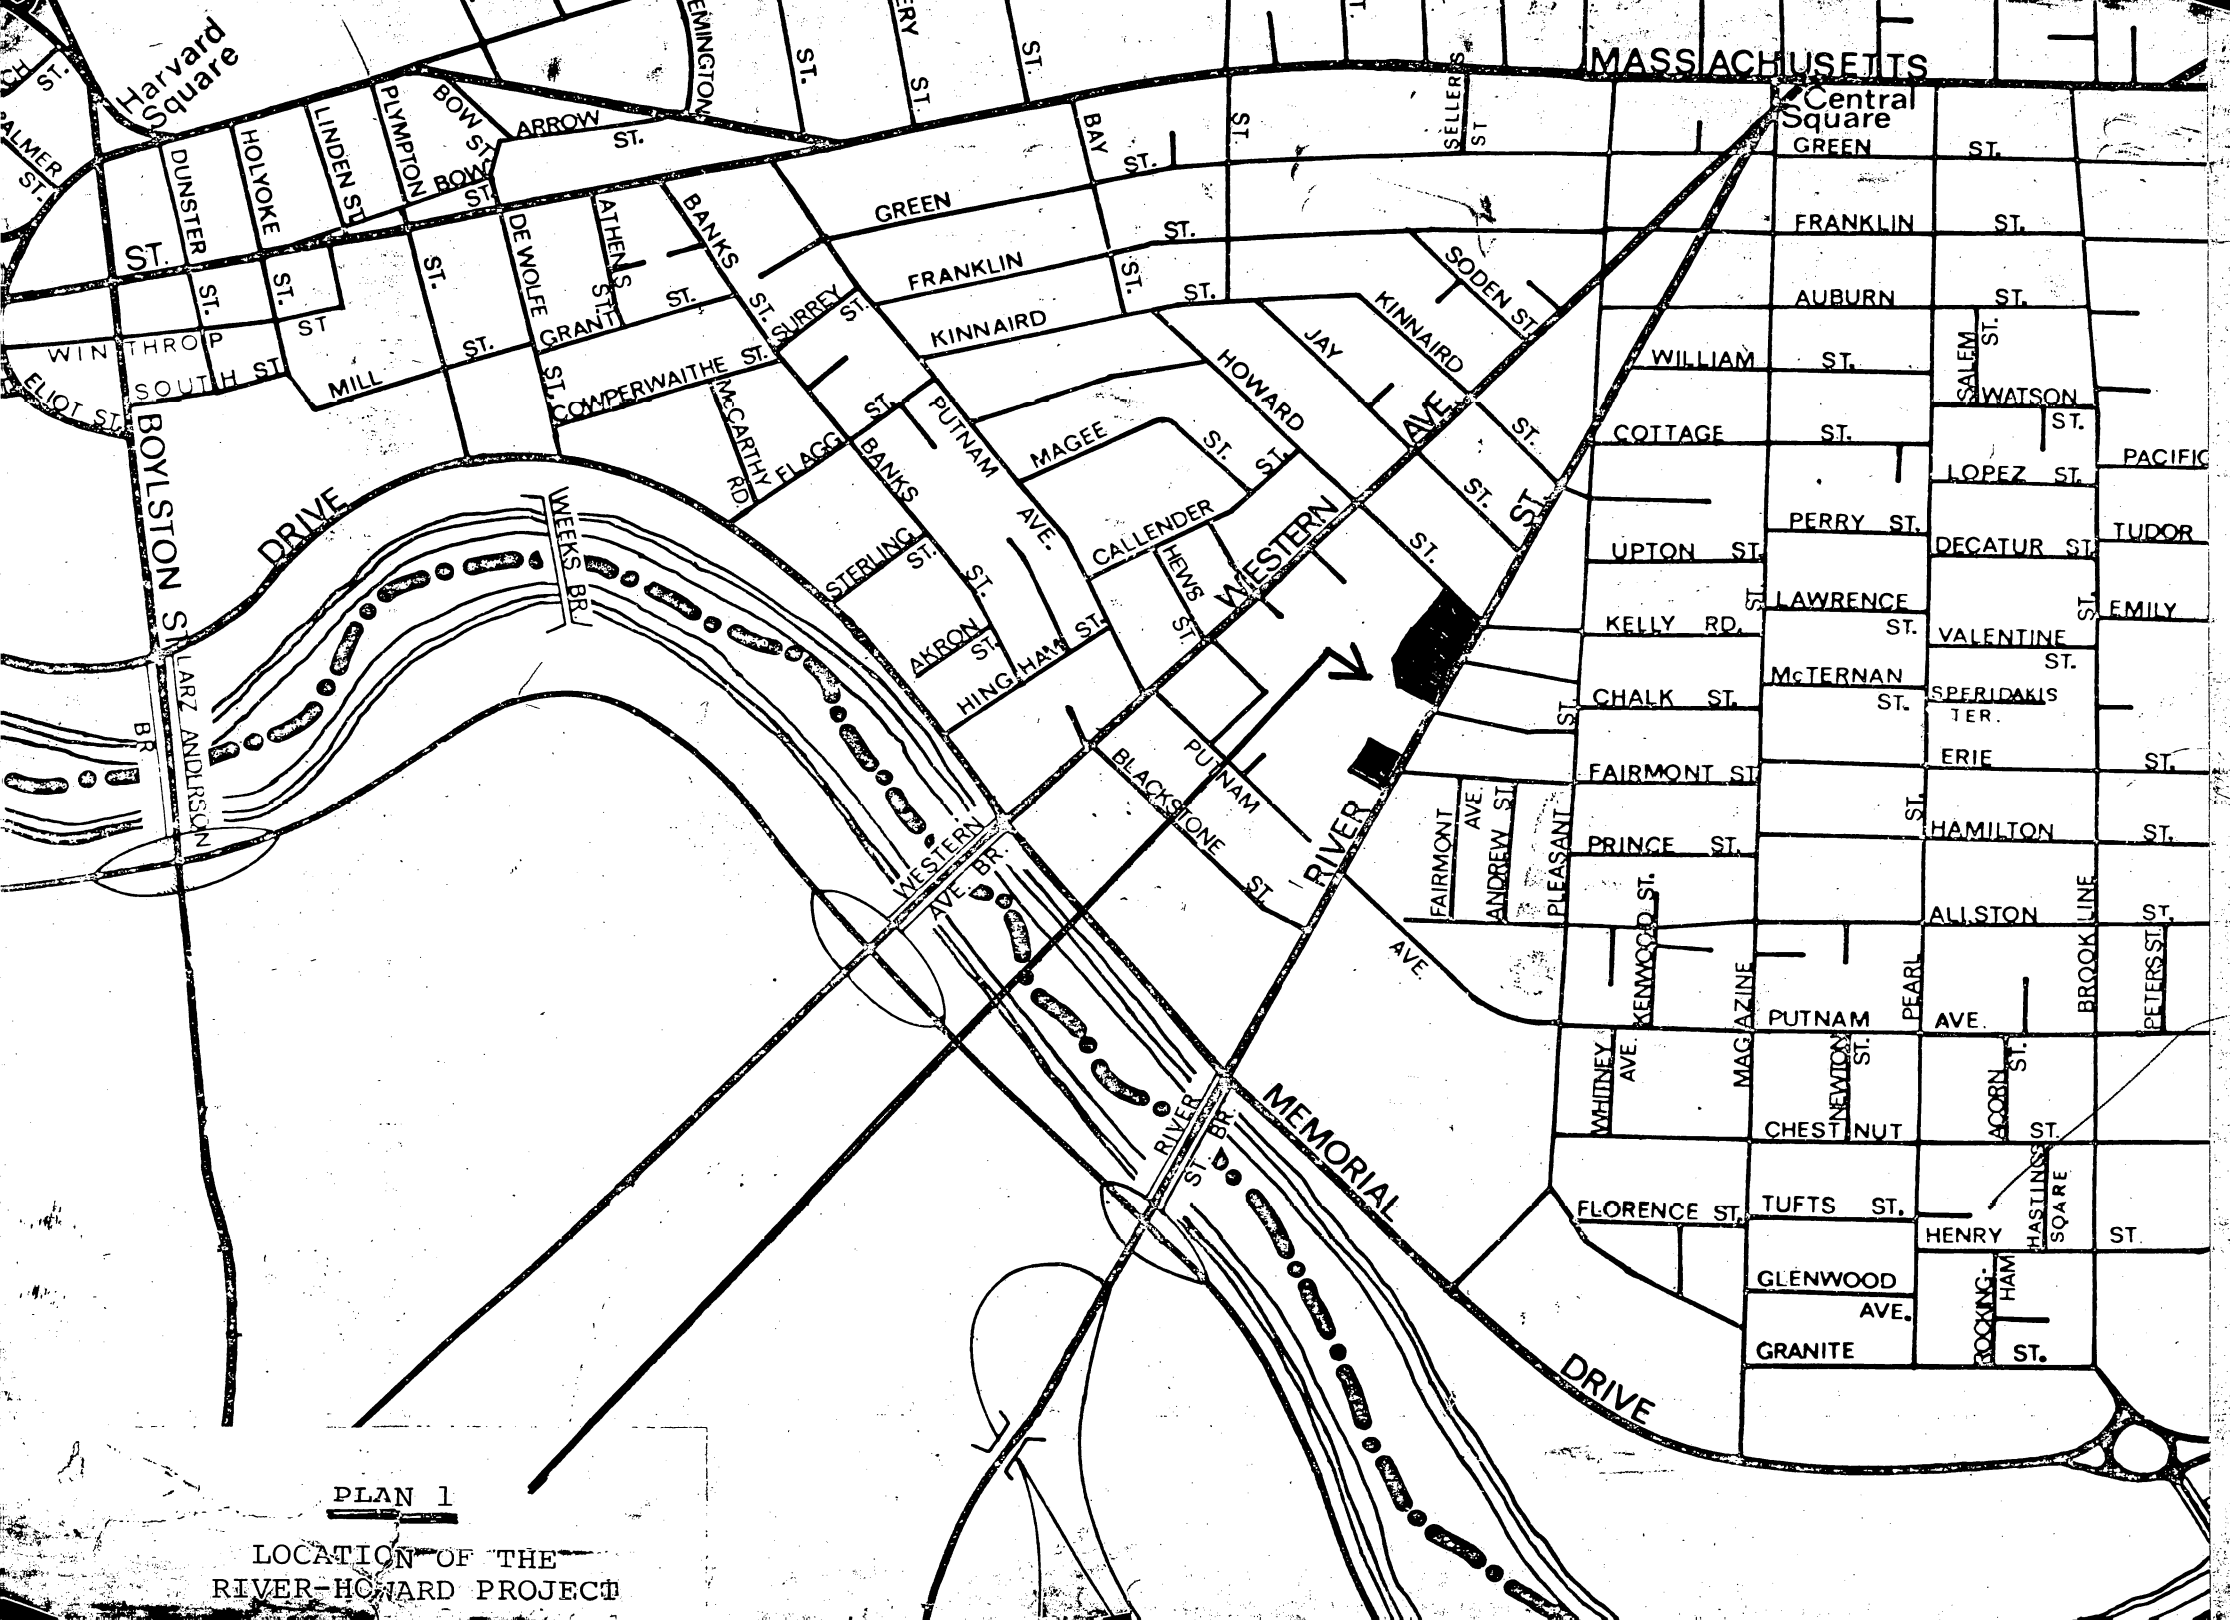 Harvard
Square
CH
ST.
ST.
EMINGTON
ST.
ERY
ST.
ST.
SELLERS
ST
MASSACHUSETTS
Central
Square
PALMER
ST.
DUNSTER
ST.
HOLYOKE
ST.
LINDEN ST
PLYMPTON
ST.
BOW ST.
ARROW
ST.
BOW
ST.
BAY
ST.
ST.
GREEN
ST.
GREEN
ST.
ST.
DE WOLFE
ST.
ATHENS
ST.
BANKS
ST.
FRANKLIN
ST.
FRANKLIN
ST.
SODEN ST.
AUBURN
ST.
GRANT
ST.
SURREY
ST.
KINNAIRD
ST.
KINNAIRD
ST.
JAY
ST.
HOWARD
ST.
WINTHROP
ST
SOUTH ST
MILL
ST.
ELIOT ST.
COWPERWAITHE ST.
McCARTHY
RD.
FLAGG
ST.
BANKS
ST.
PUTNAM
AVE.
MAGEE
ST.
WILLIAM
ST.
SALEM
ST.
WATSON
ST.
COTTAGE
ST.
LOPEZ ST.
PACIFIC
BOYLSTON ST.
DRIVE
WEEKS BR.
STERLING
ST.
CALLENDER
ST.
HEWS
ST.
WESTERN
AVE.
PERRY ST.
UPTON ST.
DECATUR ST.
TUDOR
AKRON
ST.
HINGHAM
ST.
LAWRENCE
ST.
KELLY RD.
VALENTINE
ST.
EMILY
ST.
McTERNAN
ST.
CHALK ST.
SPERIDAKIS
TER.
LARZ ANDERSON
BR
BLACKSTONE
ST.
PUTNAM
AVE.
RIVER
ST.
FAIRMONT ST
ERIE
ST.
FAIRMONT
AVE.
ANDREW ST.
PLEASANT
ST.
PRINCE ST.
HAMILTON
ST.
WESTERN
AVE. BR.
ALLSTON
ST.
KENWOOD ST.
MAGAZINE
ST.
PEARL
ST.
BROOKLINE
ST.
PETERS ST.
PUTNAM
AVE.
WHITNEY
AVE.
NEWTON
ST.
ACORN
ST.
CHESTNUT
ST.
RIVER
ST.
BR.
MEMORIAL
DRIVE
FLORENCE ST.
TUFTS ST.
HASTINGS
SQARE
HENRY
ST.
GLENWOOD
AVE.
ROCKING-
HAM
GRANITE
ST.
PLAN 1
LOCATION OF THE
RIVER-HOWARD PROJECT